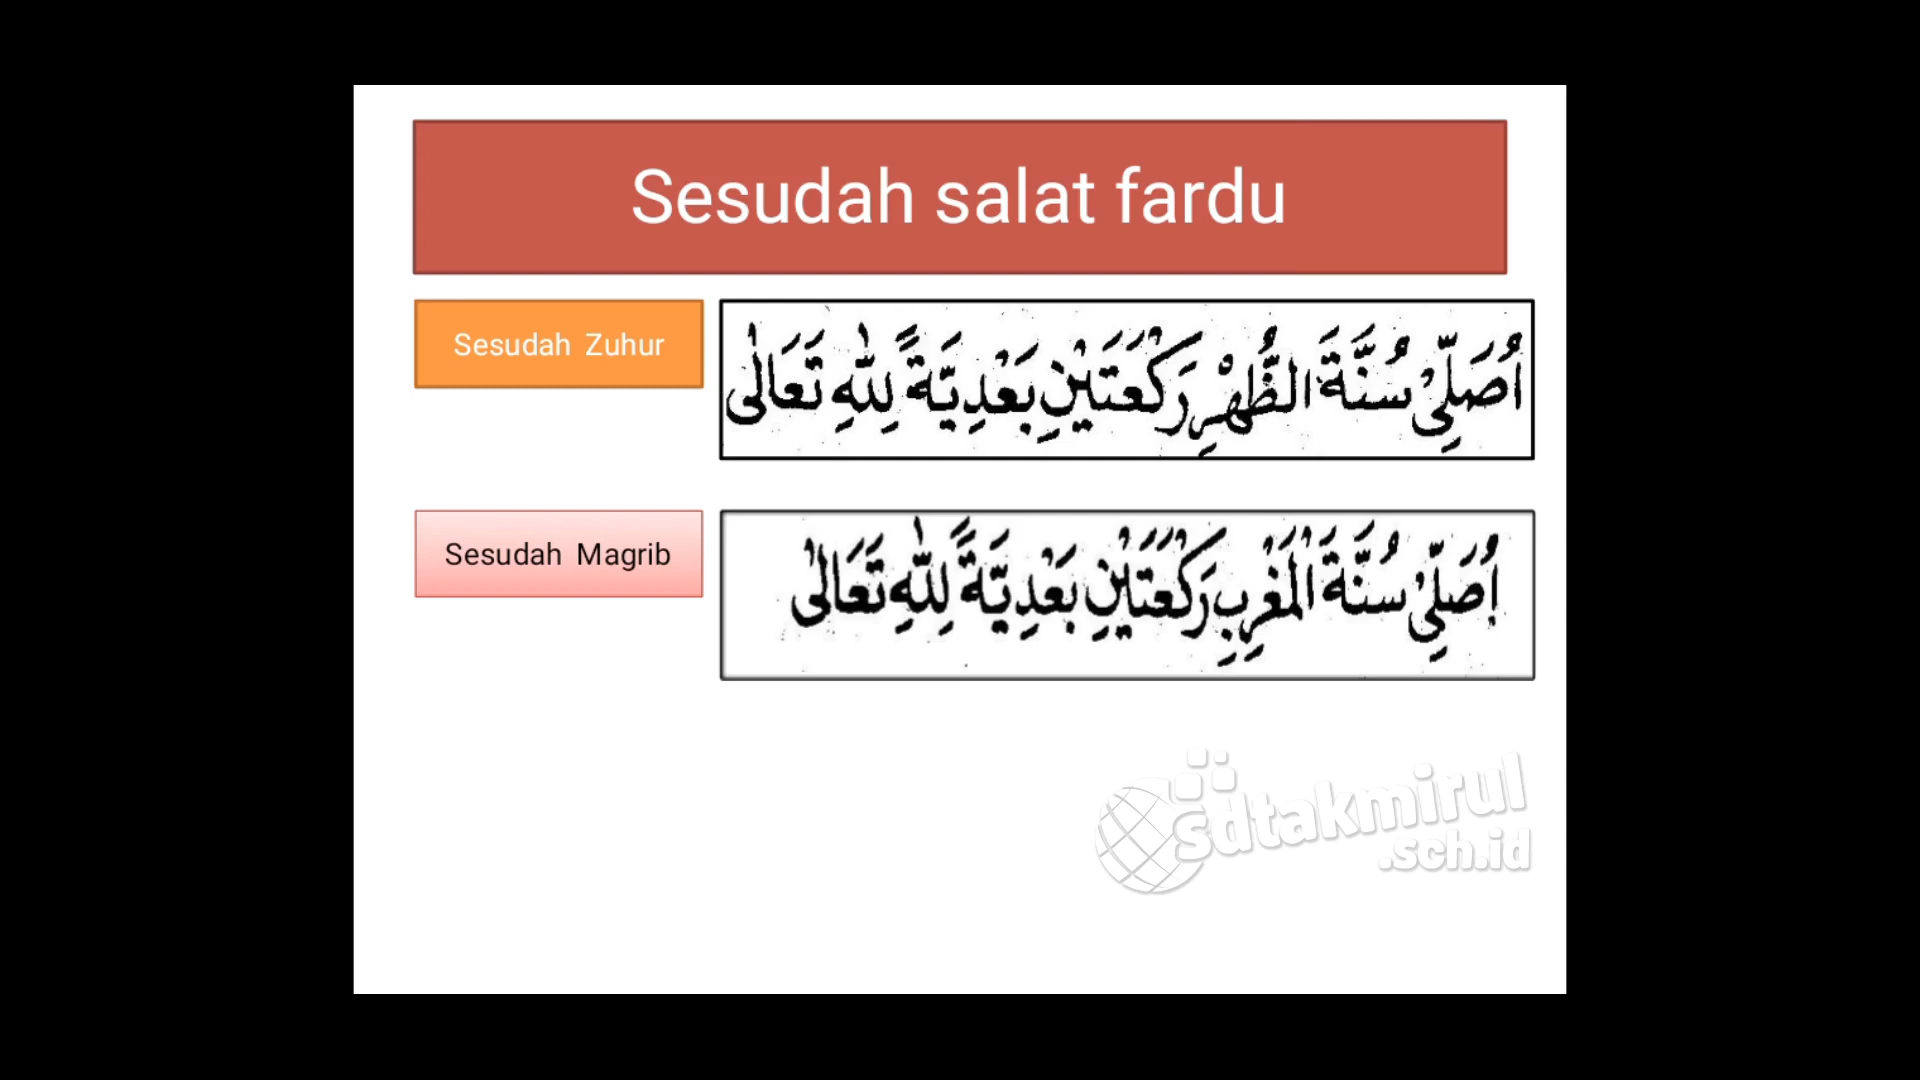 Sesudah salat fardu
Sesudah Zuhur
اُصَلِّيْ سُنَّةَ الظُّهْرِ رَكْعَتَيْنِ بَعْدِيَّةً لِلّٰهِ تَعَالٰى
Sesudah Magrib
اُصَلِّيْ سُنَّةَ الْمَغْرِبِ رَكْعَتَيْنِ بَعْدِيَّةً لِلّٰهِ تَعَالٰى
sdtakmirul
.sch.id